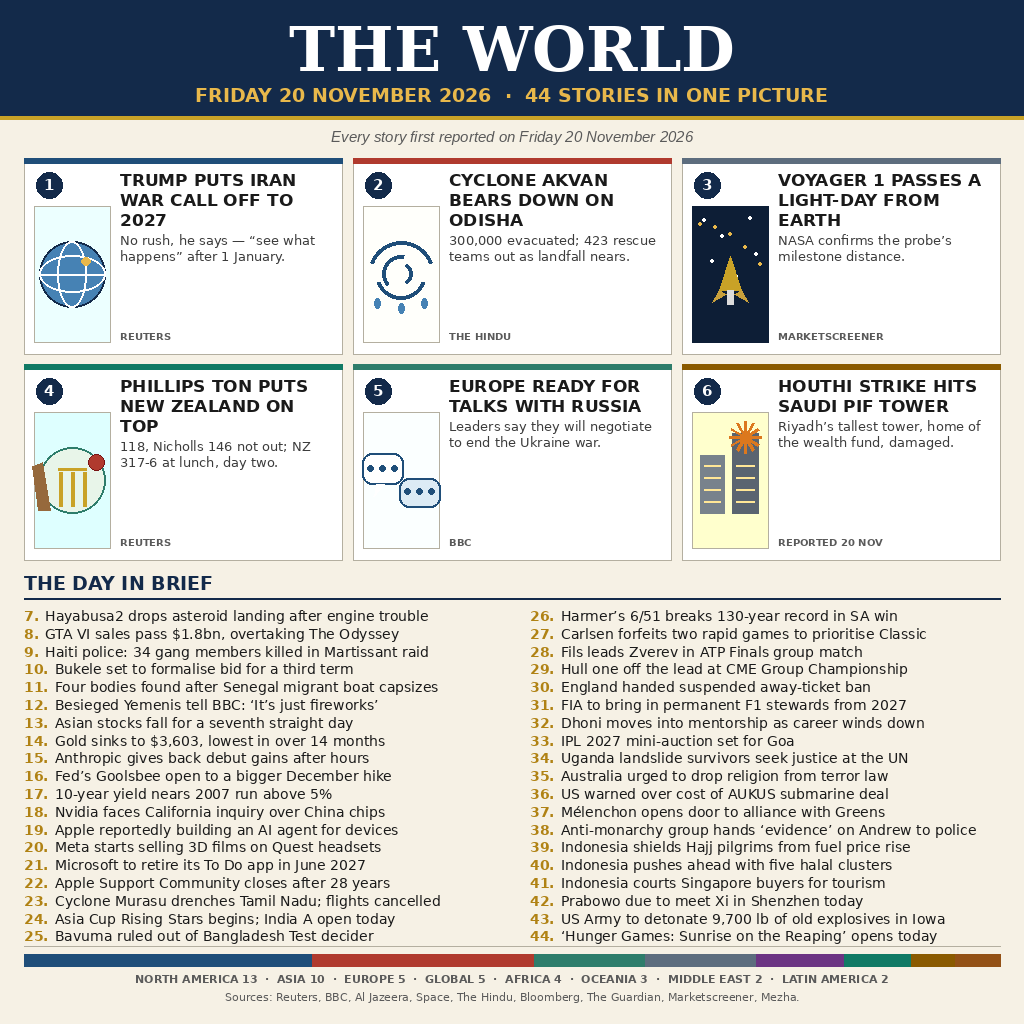 THE WORLD
FRIDAY 20 NOVEMBER 2026 · 44 STORIES IN ONE PICTURE
Every story first reported on Friday 20 November 2026
1
TRUMP PUTS IRAN
WAR CALL OFF TO
2027
No rush, he says — “see what
happens” after 1 January.
REUTERS
2
CYCLONE AKVAN
BEARS DOWN ON
ODISHA
300,000 evacuated; 423 rescue
teams out as landfall nears.
THE HINDU
3
VOYAGER 1 PASSES A
LIGHT-DAY FROM
EARTH
NASA confirms the probe’s
milestone distance.
MARKETSCREENER
4
PHILLIPS TON PUTS
NEW ZEALAND ON
TOP
118, Nicholls 146 not out; NZ
317-6 at lunch, day two.
REUTERS
5
EUROPE READY FOR
TALKS WITH RUSSIA
Leaders say they will negotiate
to end the Ukraine war.
BBC
6
HOUTHI STRIKE HITS
SAUDI PIF TOWER
Riyadh’s tallest tower, home of
the wealth fund, damaged.
REPORTED 20 NOV
THE DAY IN BRIEF
7. Hayabusa2 drops asteroid landing after engine trouble
8. GTA VI sales pass $1.8bn, overtaking The Odyssey
9. Haiti police: 34 gang members killed in Martissant raid
10. Bukele set to formalise bid for a third term
11. Four bodies found after Senegal migrant boat capsizes
12. Besieged Yemenis tell BBC: ‘It’s just fireworks’
13. Asian stocks fall for a seventh straight day
14. Gold sinks to $3,603, lowest in over 14 months
15. Anthropic gives back debut gains after hours
16. Fed’s Goolsbee open to a bigger December hike
17. 10-year yield nears 2007 run above 5%
18. Nvidia faces California inquiry over China chips
19. Apple reportedly building an AI agent for devices
20. Meta starts selling 3D films on Quest headsets
21. Microsoft to retire its To Do app in June 2027
22. Apple Support Community closes after 28 years
23. Cyclone Murasu drenches Tamil Nadu; flights cancelled
24. Asia Cup Rising Stars begins; India A open today
25. Bavuma ruled out of Bangladesh Test decider
26. Harmer’s 6/51 breaks 130-year record in SA win
27. Carlsen forfeits two rapid games to prioritise Classic
28. Fils leads Zverev in ATP Finals group match
29. Hull one off the lead at CME Group Championship
30. England handed suspended away-ticket ban
31. FIA to bring in permanent F1 stewards from 2027
32. Dhoni moves into mentorship as career winds down
33. IPL 2027 mini-auction set for Goa
34. Uganda landslide survivors seek justice at the UN
35. Australia urged to drop religion from terror law
36. US warned over cost of AUKUS submarine deal
37. Mélenchon opens door to alliance with Greens
38. Anti-monarchy group hands ‘evidence’ on Andrew to police
39. Indonesia shields Hajj pilgrims from fuel price rise
40. Indonesia pushes ahead with five halal clusters
41. Indonesia courts Singapore buyers for tourism
42. Prabowo due to meet Xi in Shenzhen today
43. US Army to detonate 9,700 lb of old explosives in Iowa
44. ‘Hunger Games: Sunrise on the Reaping’ opens today
NORTH AMERICA 13 · ASIA 10 · EUROPE 5 · GLOBAL 5 · AFRICA 4 · OCEANIA 3 · MIDDLE EAST 2 · LATIN AMERICA 2
Sources: Reuters, BBC, Al Jazeera, Space, The Hindu, Bloomberg, The Guardian, Marketscreener, Mezha.